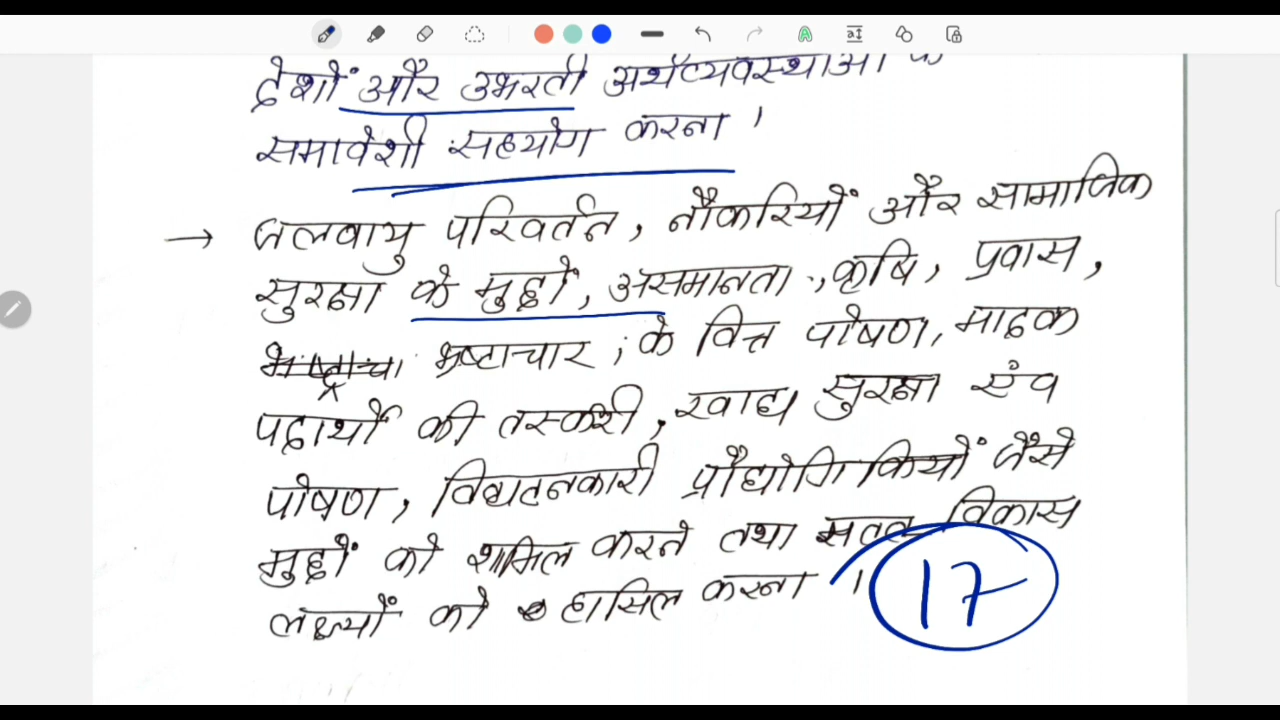 देशों और उभरती अर्थव्यवस्थाओं के
समावेशी सहयोग करना।
→ जलवायु परिवर्तन, नौकरियों और सामाजिक
सुरक्षा के मुद्दों, असमानता, कृषि, प्रवास,
भ्रष्टाचार, के वित्त पोषण, मादक
पदार्थों की तस्करी, खाद्य सुरक्षा एंव
पोषण, विघटनकारी प्रौद्योगिकियों जैसे
मुद्दों को शामिल करते तथा सतत विकास
लक्ष्यों को हासिल करना।
17